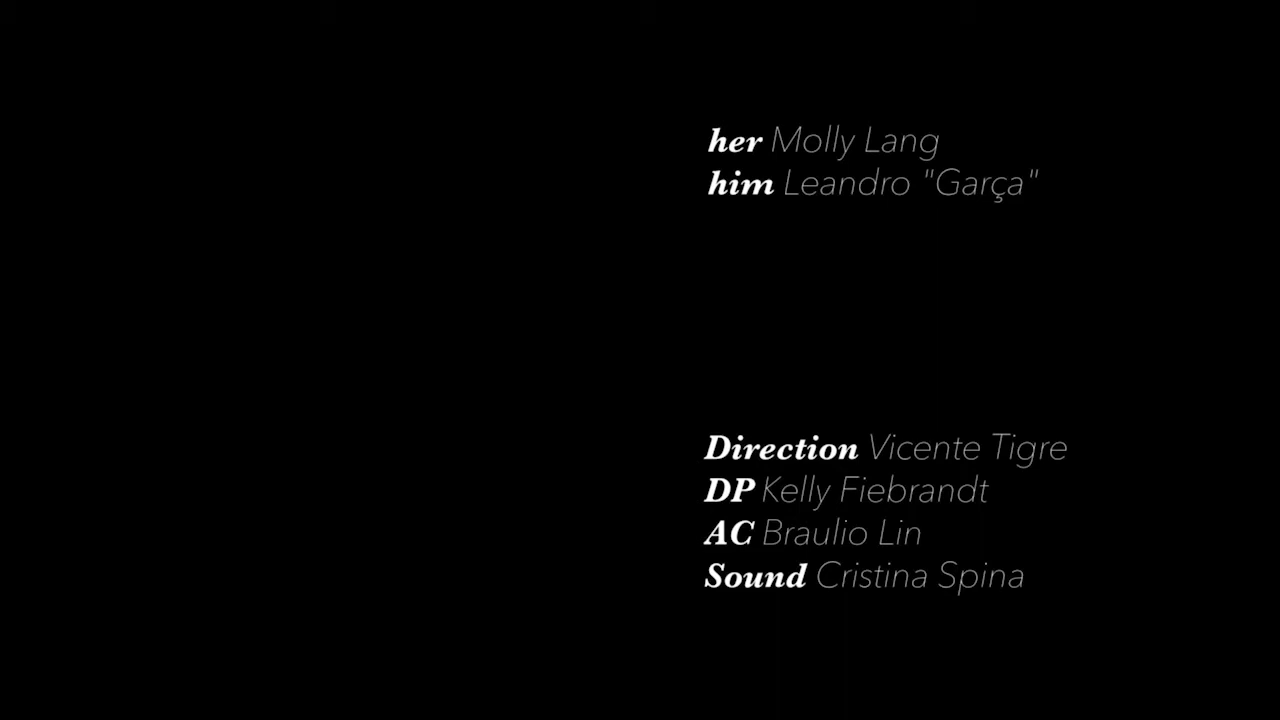 her Molly Lang
him Leandro "Garça"
Direction Vicente Tigre
DP Kelly Fiebrandt
AC Braulio Lin
Sound Cristina Spina